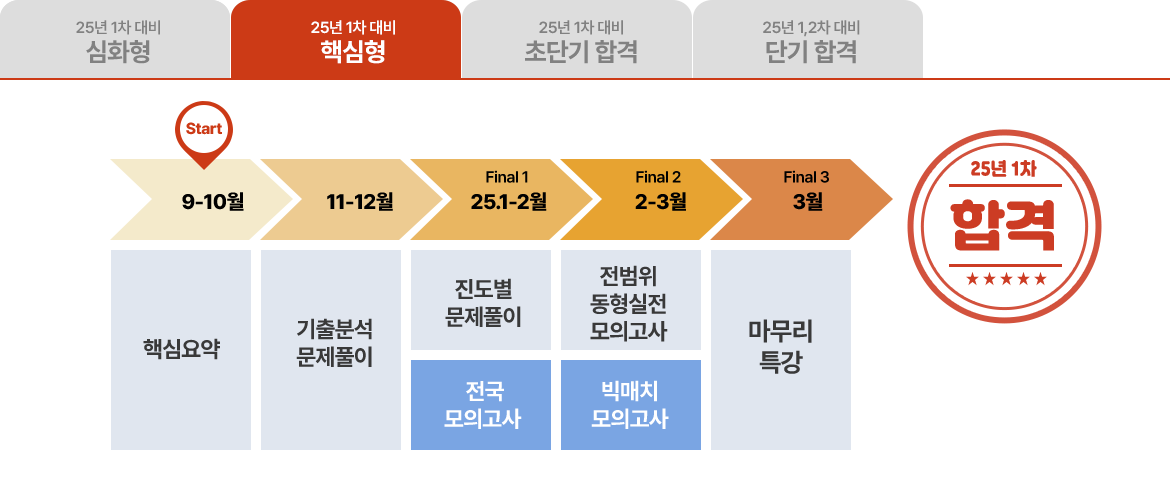 25년 1차 대비
심화형
25년 1차 대비
핵심형
25년 1차 대비
초단기 합격
25년 1,2차 대비
단기 합격
Start
9-10월
11-12월
Final 1
25.1-2월
Final 2
2-3월
Final 3
3월
25년 1차
합격
★★★★★
핵심요약
기출분석
문제풀이
진도별
문제풀이
전국
모의고사
전범위
동형실전
모의고사
빅매치
모의고사
마무리
특강